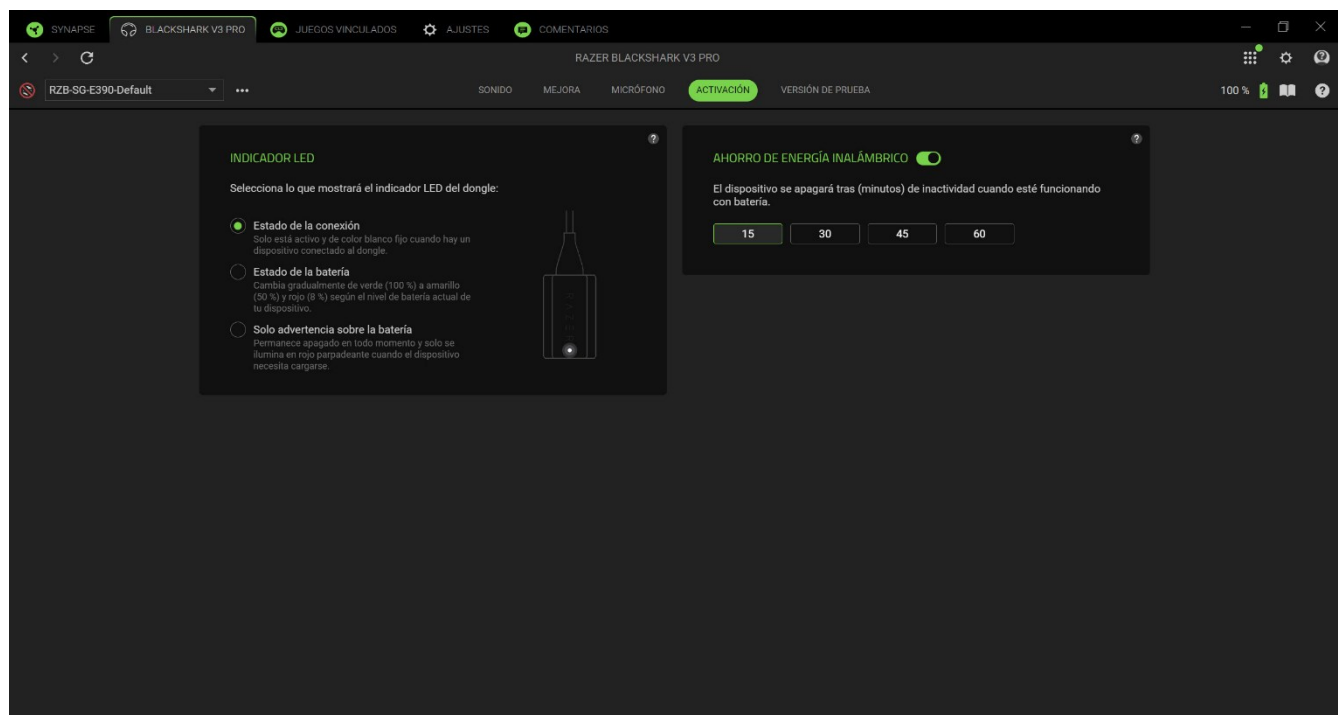 SYNAPSE
BLACKSHARK V3 PRO
JUEGOS VINCULADOS
AJUSTES
COMENTARIOS
RAZER BLACKSHARK V3 PRO
RZB-SG-E390-Default
SONIDO
MEJORA
MICRÓFONO
ACTIVACIÓN
VERSIÓN DE PRUEBA
100 %
INDICADOR LED
Selecciona lo que mostrará el indicador LED del dongle:
Estado de la conexión
Solo está activo y de color blanco fijo cuando hay un
dispositivo conectado al dongle.
Estado de la batería
Cambia gradualmente de verde (100 %) a amarillo
(50 %) y rojo (8 %) según el nivel de batería actual de
tu dispositivo.
Solo advertencia sobre la batería
Permanece apagado en todo momento y solo se
ilumina en rojo parpadeante cuando el dispositivo
necesita cargarse.
RAZER
AHORRO DE ENERGÍA INALÁMBRICO
El dispositivo se apagará tras (minutos) de inactividad cuando esté funcionando
con batería.
15
30
45
60